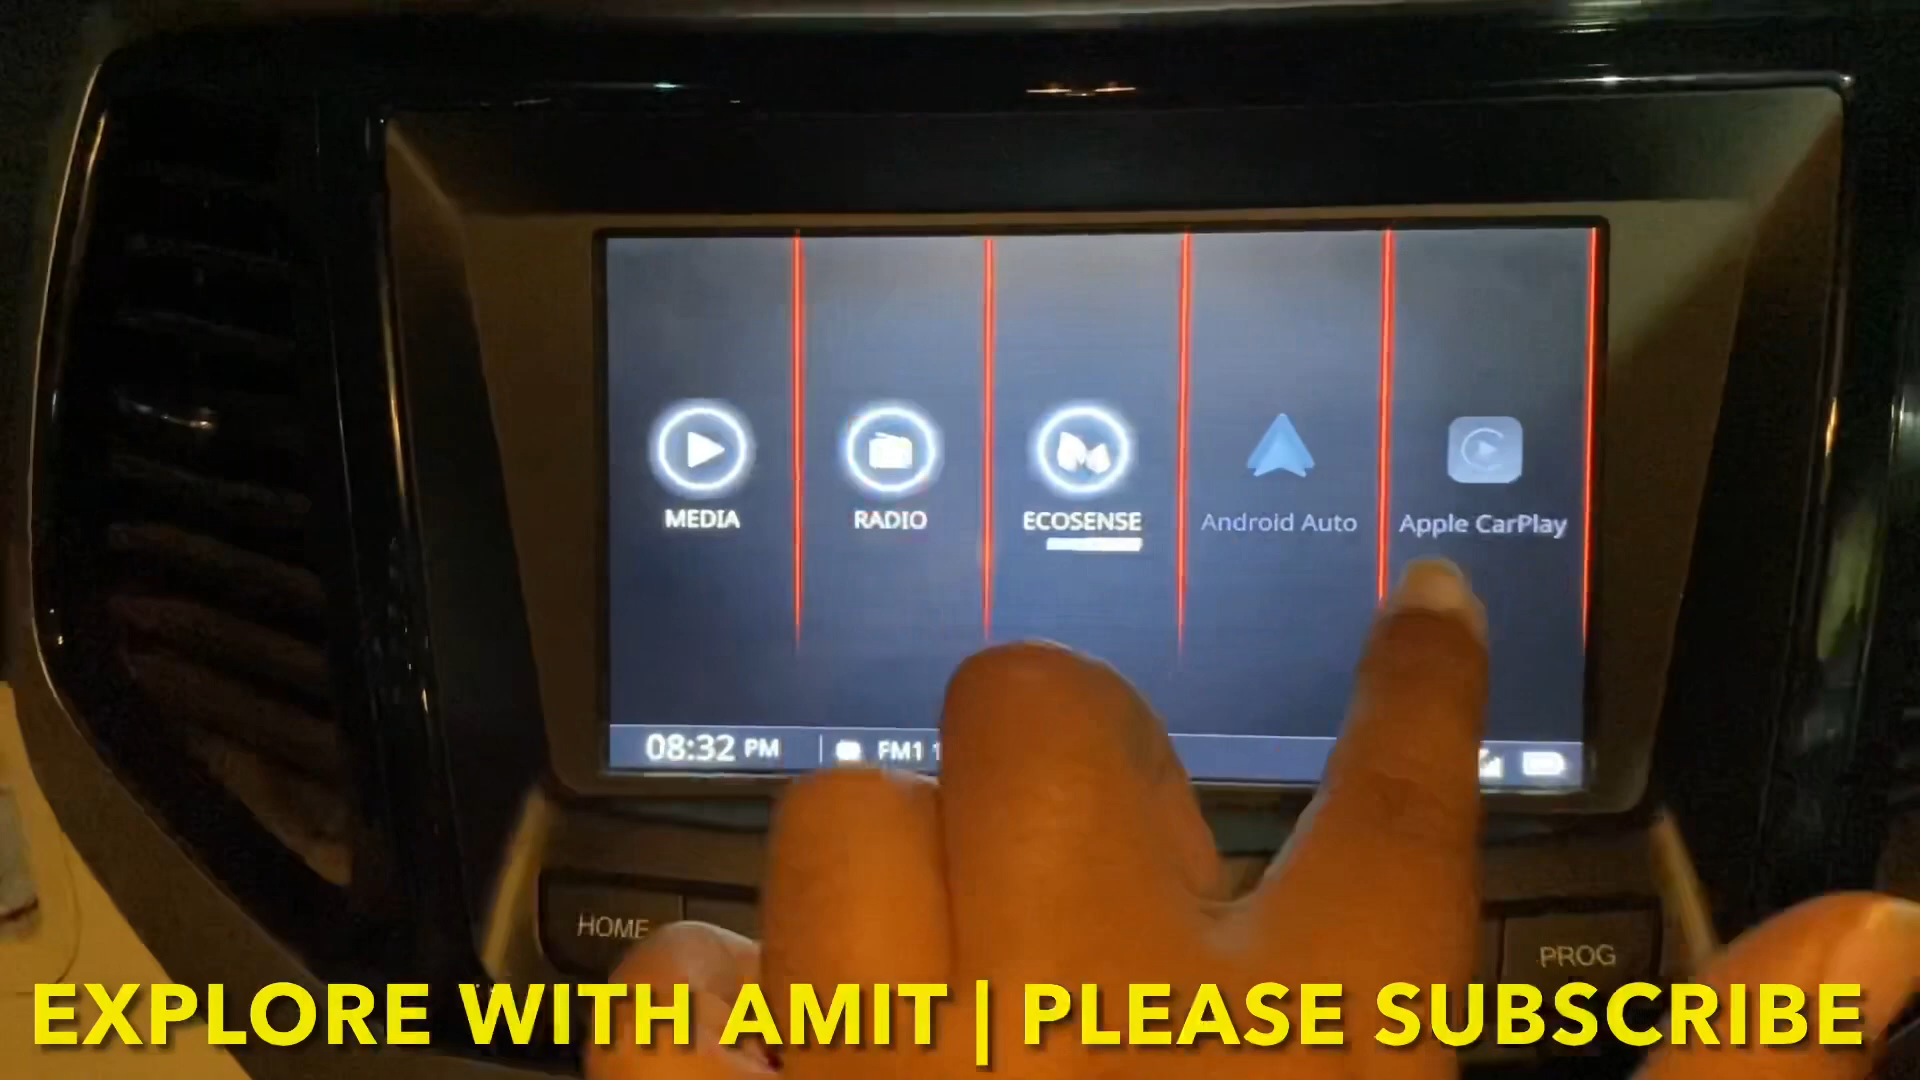 MEDIA
RADIO
ECOSENSE
Android Auto
Apple CarPlay
08:32 PM
FM1
HOME
PROG
EXPLORE WITH AMIT | PLEASE SUBSCRIBE